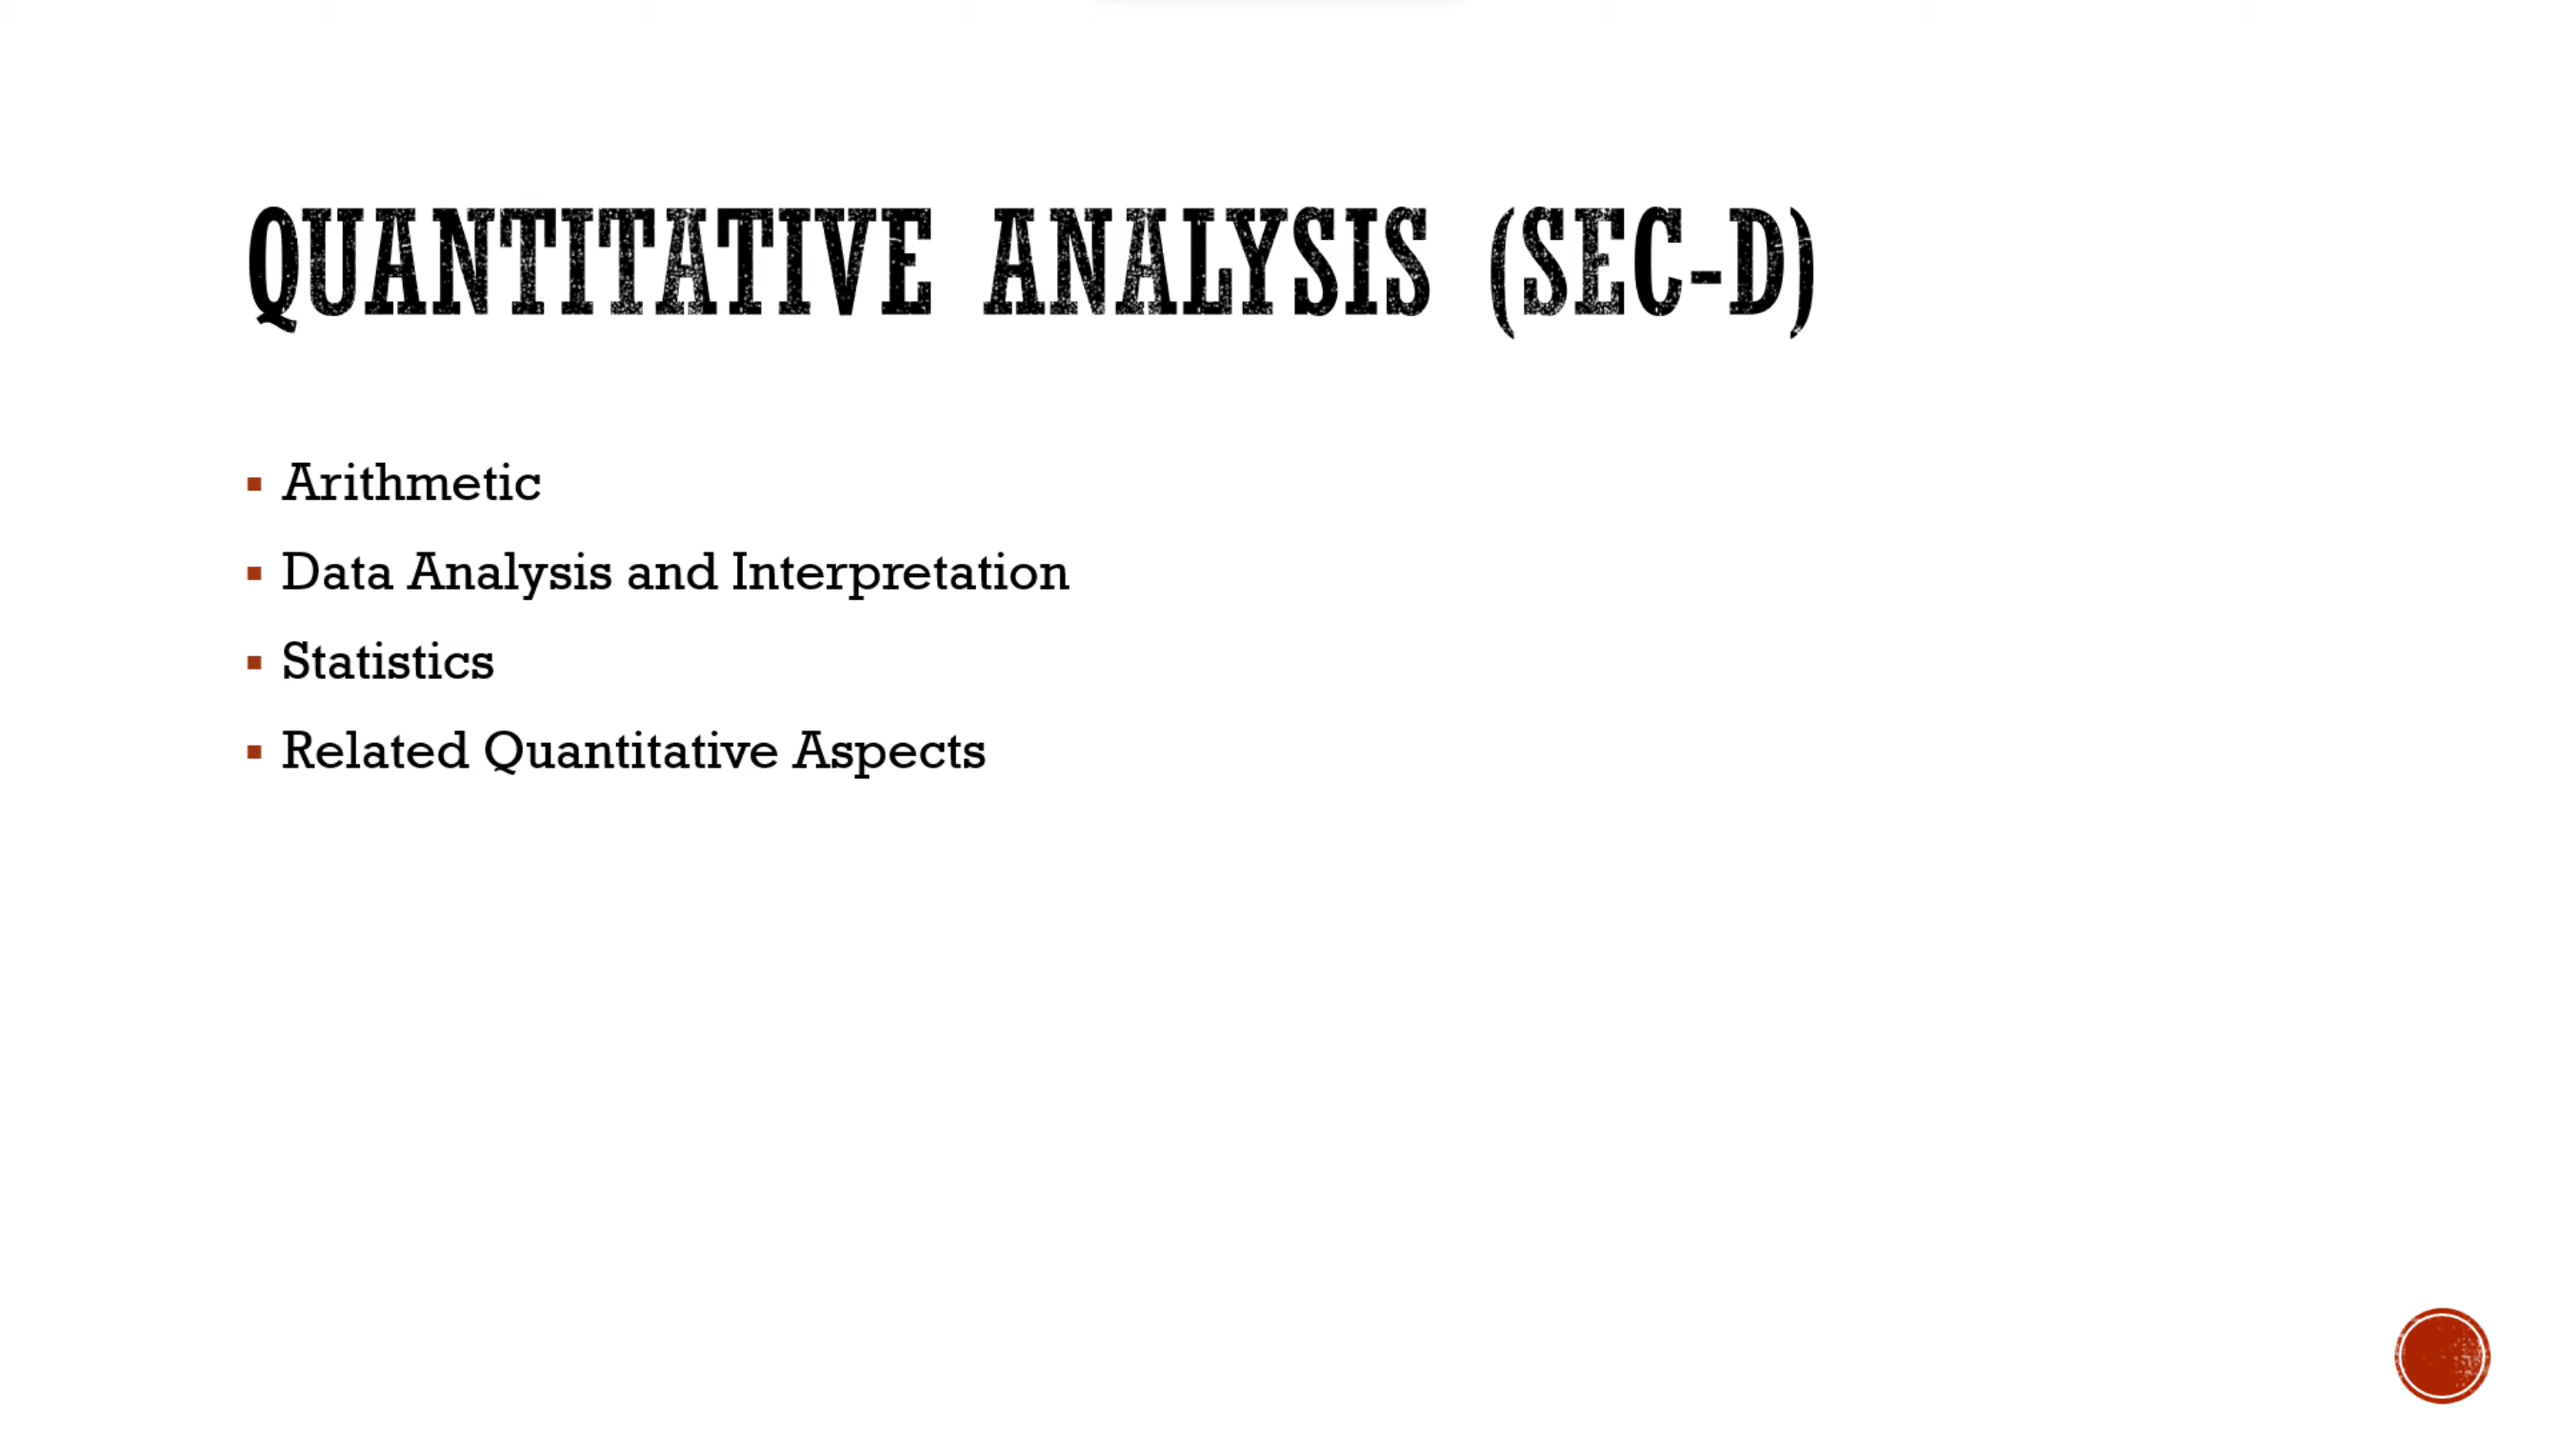 QUANTITATIVE ANALYSIS (SEC-D)
Arithmetic
Data Analysis and Interpretation
Statistics
Related Quantitative Aspects